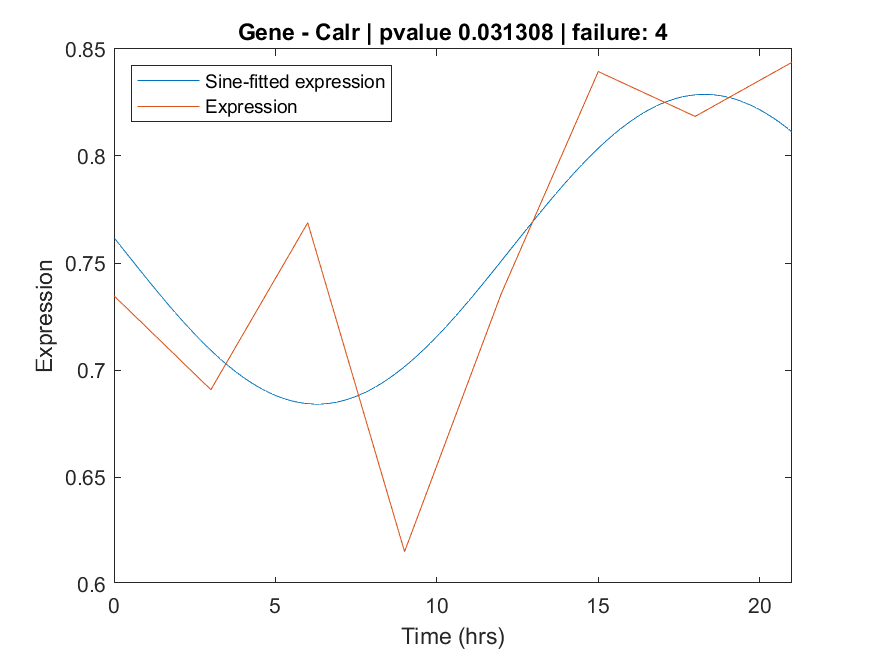 Gene - Calr | pvalue 0.031308 | failure: 4
0.85
Sine-fitted expression
Expression
0.8
0.75
Expression
0.7
0.65
0.6
0 5 10 15 20
Time (hrs)